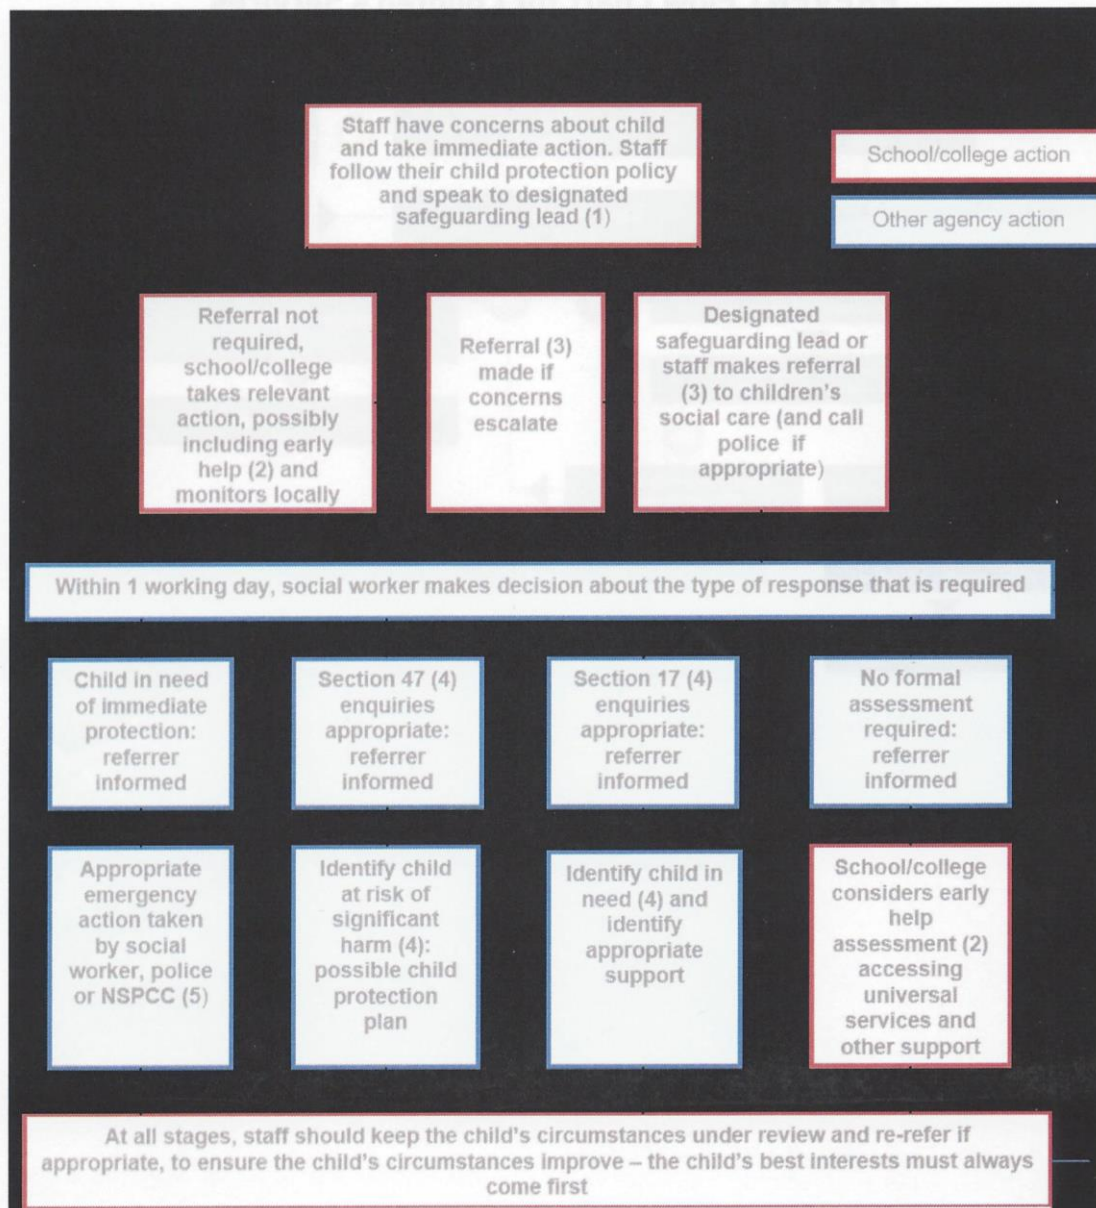 Staff have concerns about child
and take immediate action. Staff
follow their child protection policy
and speak to designated
safeguarding lead (1)
School/college action
Other agency action
Referral not
required,
school/college
takes relevant
action, possibly
including early
help (2) and
monitors locally
Referral (3)
made if
concerns
escalate
Designated
safeguarding lead or
staff makes referral
(3) to children's
social care (and call
police if
appropriate)
Within 1 working day, social worker makes decision about the type of response that is required
Child in need
of immediate
protection:
referrer
informed
Section 47 (4)
enquiries
appropriate:
referrer
informed
Section 17 (4)
enquiries
appropriate:
referrer
informed
No formal
assessment
required:
referrer
informed
Appropriate
emergency
action taken
by social
worker, police
or NSPCC (5)
Identify child
at risk of
significant
harm (4):
possible child
protection
plan
Identify child in
need (4) and
identify
appropriate
support
School/college
considers early
help
assessment (2)
accessing
universal
services and
other support
At all stages, staff should keep the child's circumstances under review and re-refer if
appropriate, to ensure the child's circumstances improve – the child's best interests must always
come first